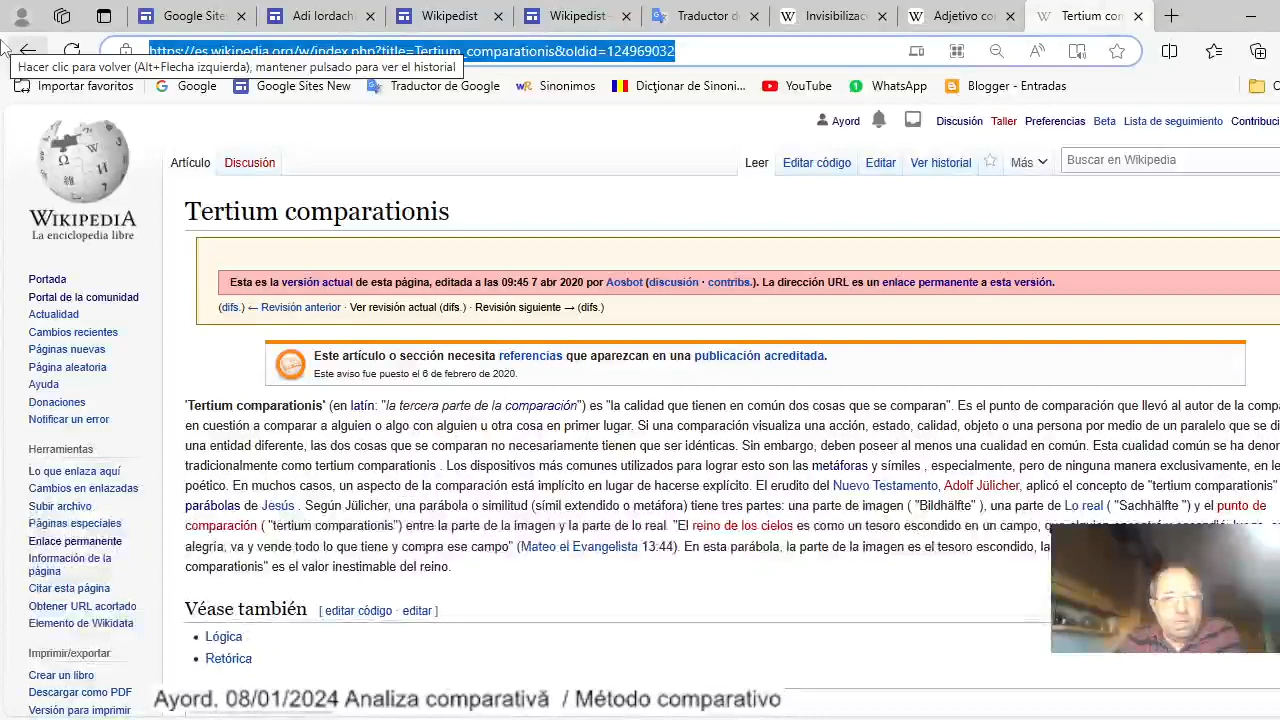 Google Site
Adi Iordach
Wikipedist
Wikipedist-
Traductor d
Invisibilizac
Adjetivo co
Tertium con
https://es.wikipedia.org/w/index.php?title=Tertium_comparationis&oldid=124969032
Hacer clic para volver (Alt+Flecha izquierda), mantener pulsado para ver el historial
Importar favoritos
Google
Google Sites New
Traductor de Google
Sinonimos
Dicţionar de Sinoni...
YouTube
WhatsApp
Blogger - Entradas
Ayord
Discusión
Taller
Preferencias
Beta
Lista de seguimiento
Contribuci
Artículo
Discusión
Leer
Editar código
Editar
Ver historial
Más
Buscar en Wikipedia
WIKIPEDIA
La enciclopedia libre
Tertium comparationis
Esta es la versión actual de esta página, editada a las 09:45 7 abr 2020 por Aosbot (discusión · contribs.). La dirección URL es un enlace permanente a esta versión.
(difs.) ← Revisión anterior · Ver revisión actual (difs.) · Revisión siguiente → (difs.)
Este artículo o sección necesita referencias que aparezcan en una publicación acreditada.
Este aviso fue puesto el 6 de febrero de 2020.
'Tertium comparationis' (en latín: "la tercera parte de la comparación") es "la calidad que tienen en común dos cosas que se comparan". Es el punto de comparación que llevó al autor de la compa
en cuestión a comparar a alguien o algo con alguien u otra cosa en primer lugar. Si una comparación visualiza una acción, estado, calidad, objeto o una persona por medio de un paralelo que se di
una entidad diferente, las dos cosas que se comparan no necesariamente tienen que ser idénticas. Sin embargo, deben poseer al menos una cualidad en común. Esta cualidad común se ha denor
tradicionalmente como tertium comparationis . Los dispositivos más comunes utilizados para lograr esto son las metáforas y símiles , especialmente, pero de ninguna manera exclusivamente, en le
poético. En muchos casos, un aspecto de la comparación está implícito en lugar de hacerse explícito. El erudito del Nuevo Testamento, Adolf Jülicher, aplicó el concepto de "tertium comparationis"
parábolas de Jesús . Según Jülicher, una parábola o similitud (símil extendido o metáfora) tiene tres partes: una parte de imagen ( "Bildhälfte" ), una parte de Lo real ( "Sachhälfte ") y el punto de
comparación ( "tertium comparationis") entre la parte de la imagen y la parte de lo real. "El reino de los cielos es como un tesoro escondido en un campo,
alegría, va y vende todo lo que tiene y compra ese campo" (Mateo el Evangelista 13:44). En esta parábola, la parte de la imagen es el tesoro escondido, la
comparationis" es el valor inestimable del reino.
Véase también [ editar código · editar ]
Lógica
Retórica
Portada
Portal de la comunidad
Actualidad
Cambios recientes
Páginas nuevas
Página aleatoria
Ayuda
Donaciones
Notificar un error
Herramientas
Lo que enlaza aquí
Cambios en enlazadas
Subir archivo
Páginas especiales
Enlace permanente
Información de la
página
Citar esta página
Obtener URL acortado
Elemento de Wikidata
Imprimir/exportar
Crear un libro
Descargar como PDF
Versión para imprimir
Ayord. 08/01/2024 Analiza comparativă / Método comparativo